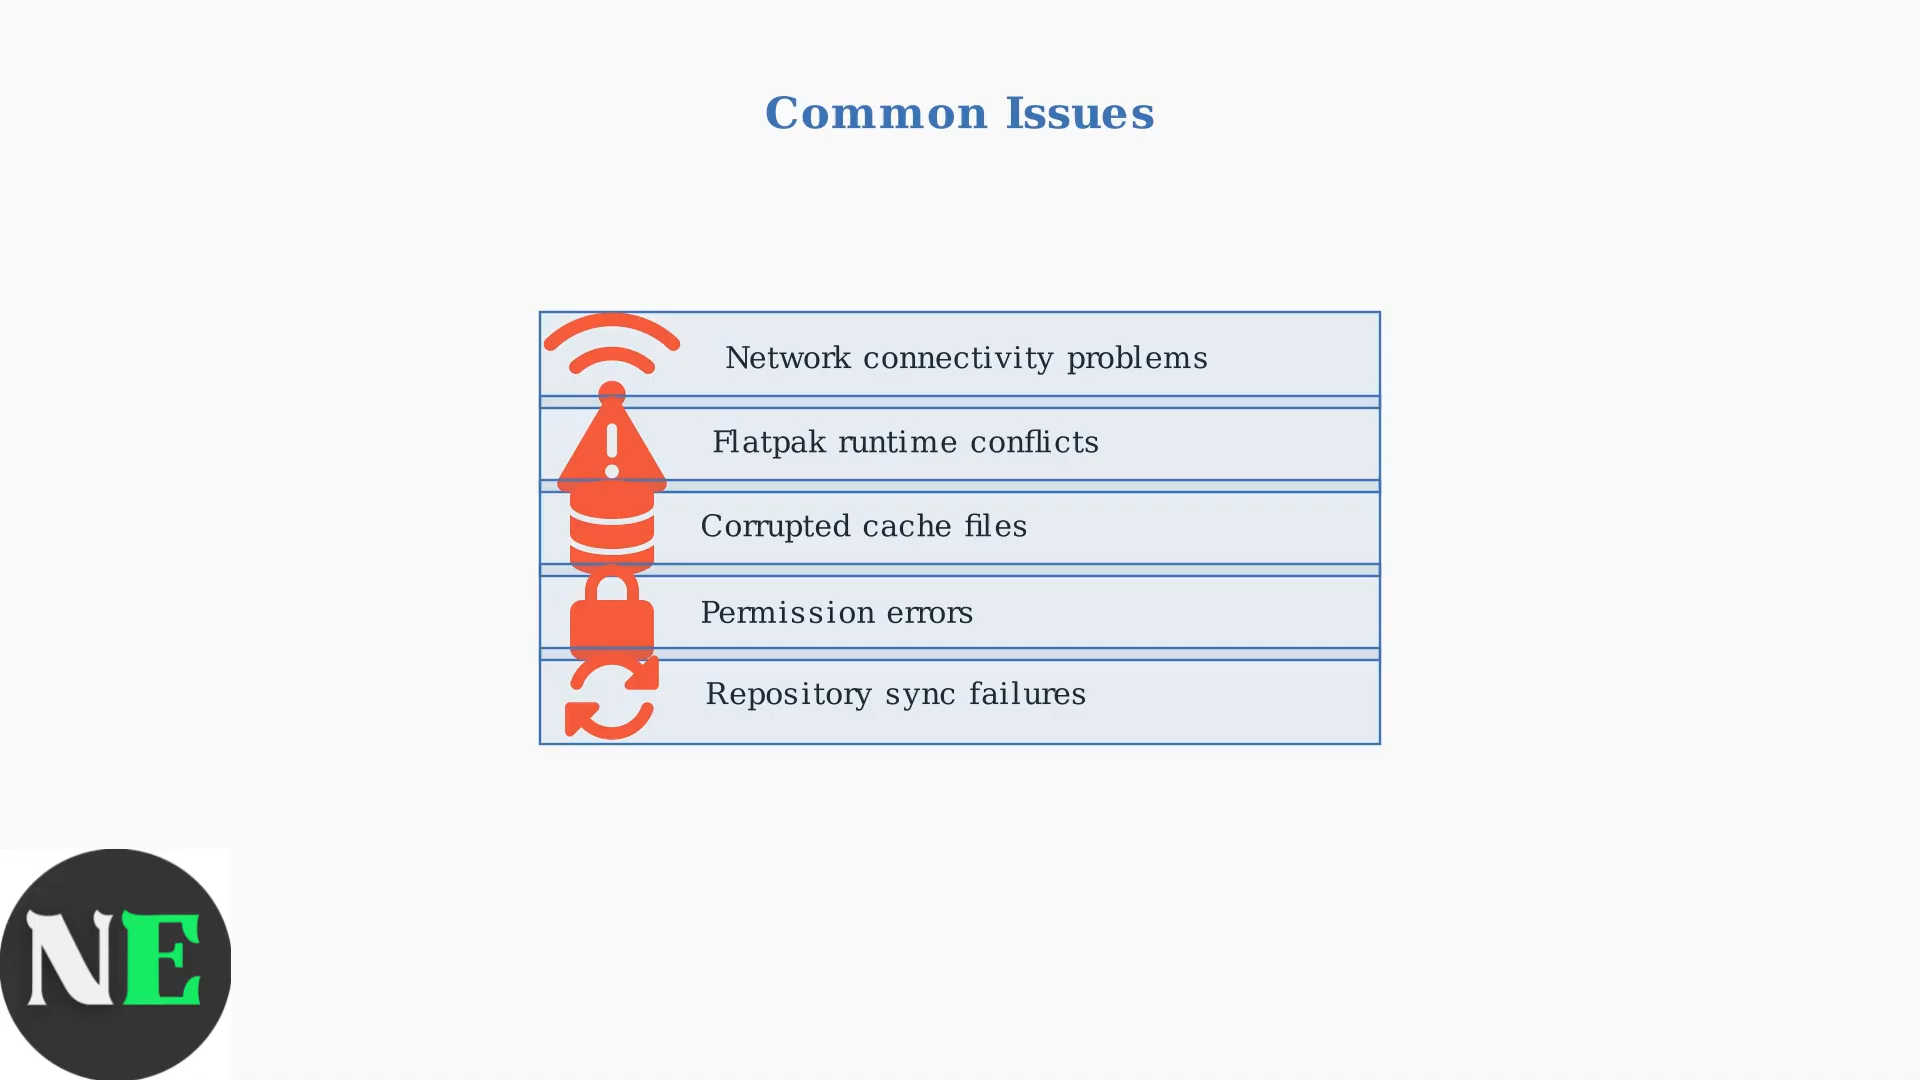 Common Issues
Network connectivity problems
Flatpak runtime conflicts
Corrupted cache files
Permission errors
Repository sync failures
NE